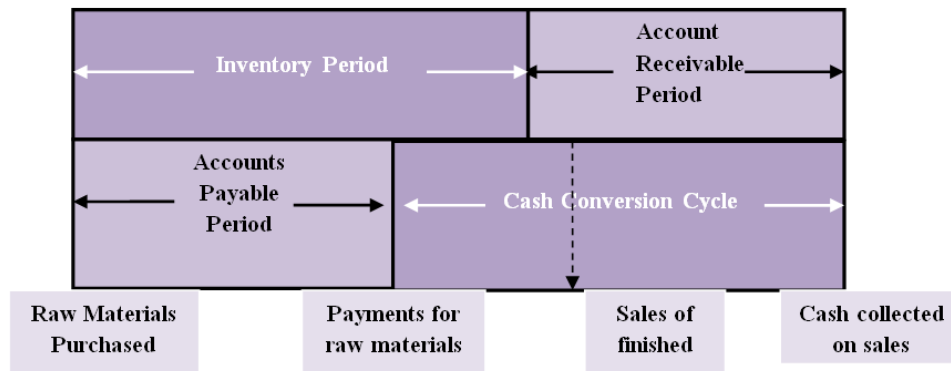 Inventory Period
Account
Receivable
Period
Accounts
Payable
Period
Cash Conversion Cycle
Raw Materials
Purchased
Payments for
raw materials
Sales of
finished
Cash collected
on sales